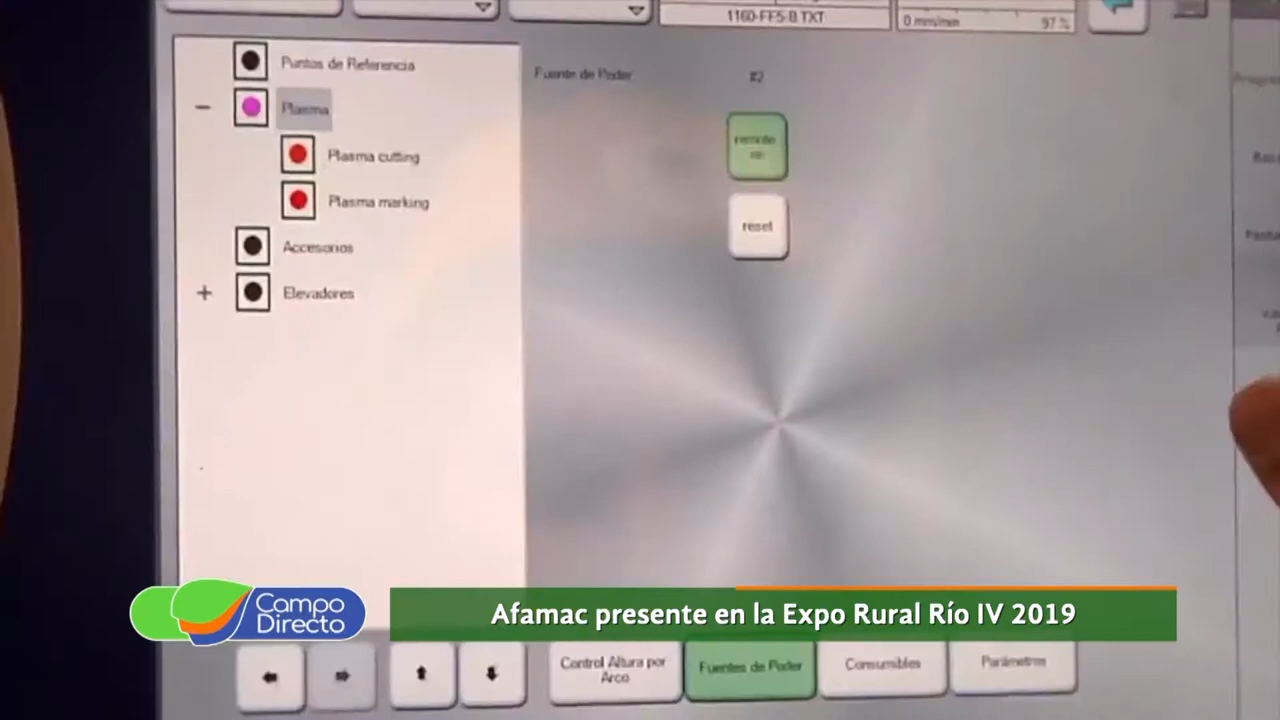 1160-FF5-B.TXT
0 mm/min 97 %
Puntos de Referencia
Plasma
Plasma cutting
Plasma marking
Accesorios
Elevadores
Fuente de Poder #2
remote
on
reset
Campo
Directo
Afamac presente en la Expo Rural Río IV 2019
Control Altura por
Arco
Fuentes de Poder
Consumibles
Parámetros